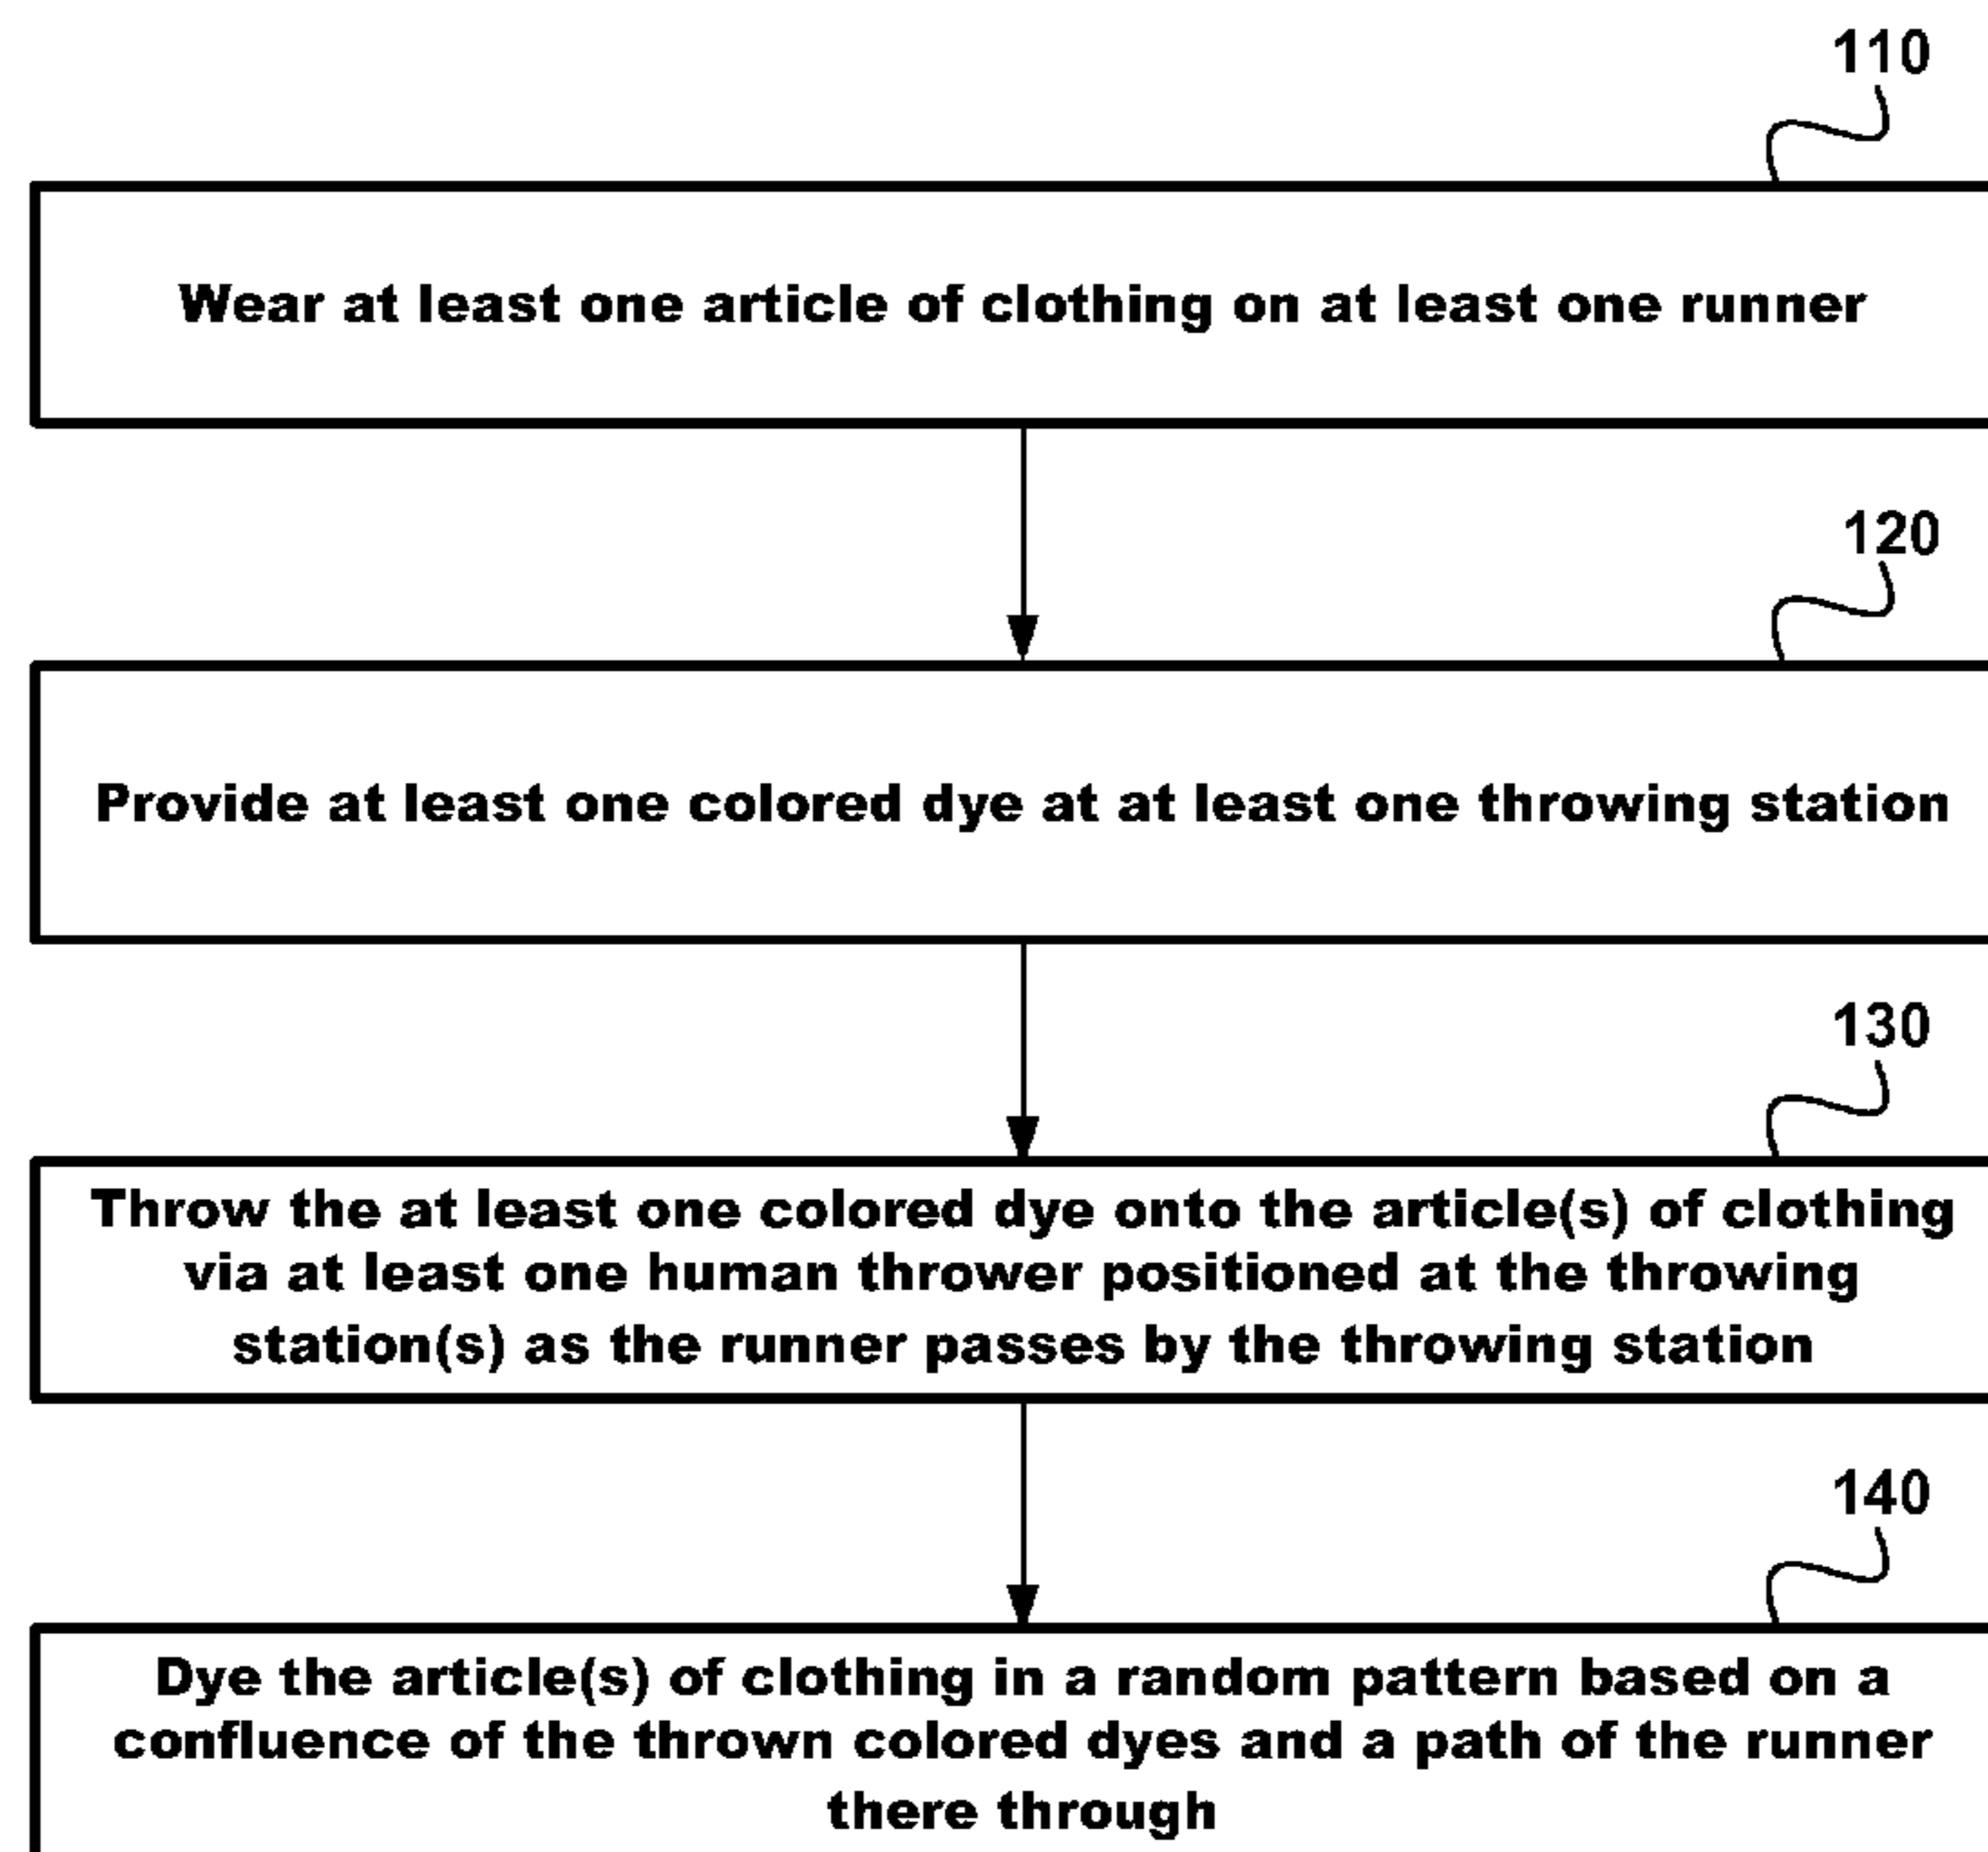 110
Wear at least one article of clothing on at least one runner
120
Provide at least one colored dye at at least one throwing station
130
Throw the at least one colored dye onto the article(s) of clothing
via at least one human thrower positioned at the throwing
station(s) as the runner passes by the throwing station
140
Dye the article(s) of clothing in a random pattern based on a
confluence of the thrown colored dyes and a path of the runner
there through